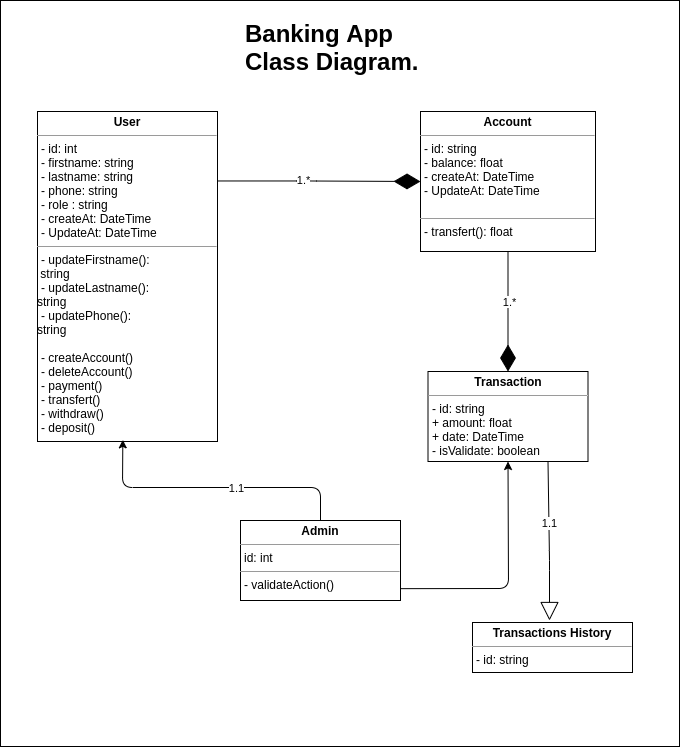 Banking App
Class Diagram.
User
- id: int
- firstname: string
- lastname: string
- phone: string
- role : string
- createAt: DateTime
- UpdateAt: DateTime
- updateFirstname():
string
- updateLastname():
string
- updatePhone():
string
- createAccount()
- deleteAccount()
- payment()
- transfert()
- withdraw()
- deposit()
1.*
Account
- id: string
- balance: float
- createAt: DateTime
- UpdateAt: DateTime
- transfert(): float
1.*
Transaction
- id: string
+ amount: float
+ date: DateTime
- isValidate: boolean
1.1
Admin
id: int
- validateAction()
1.1
Transactions History
- id: string